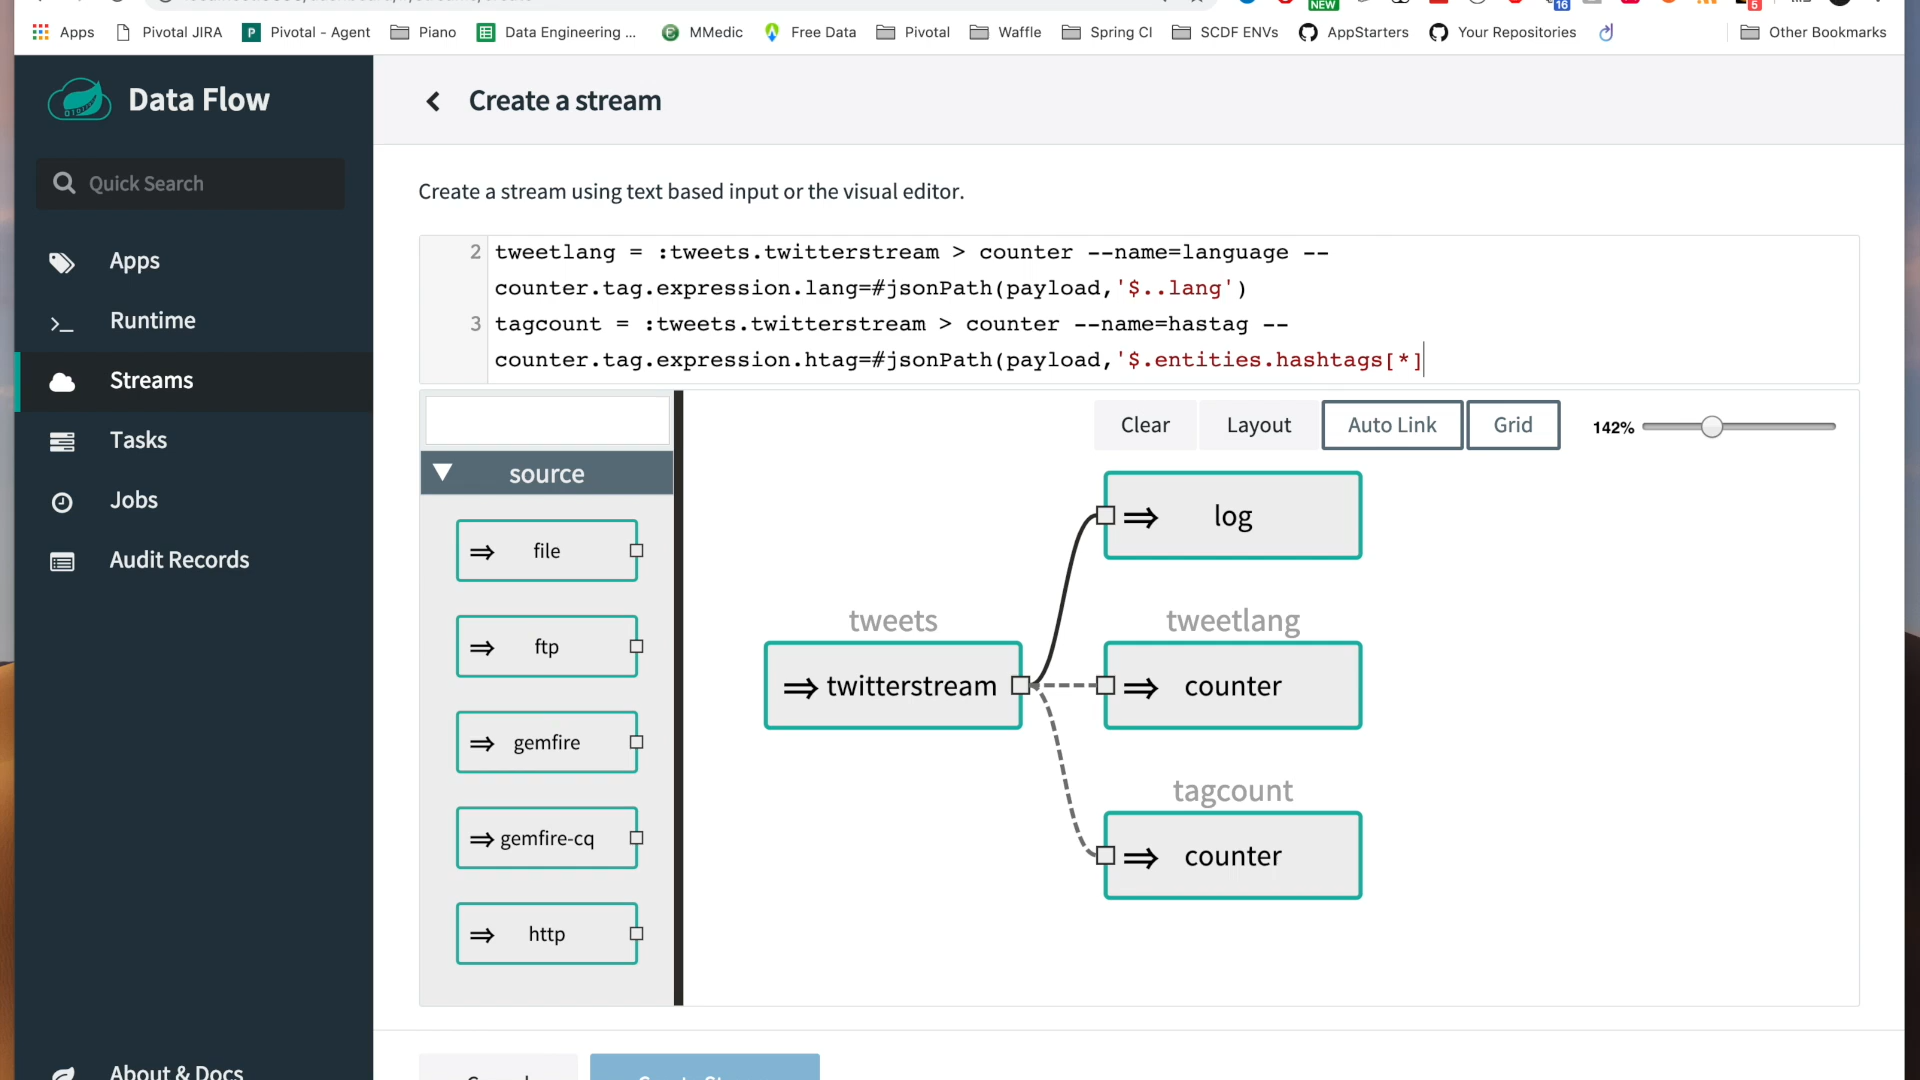 NEW
16
5
Apps
Pivotal JIRA
Pivotal - Agent
Piano
Data Engineering ...
MMedic
Free Data
Pivotal
Waffle
Spring CI
SCDF ENVs
AppStarters
Your Repositories
Other Bookmarks
Data Flow
Create a stream
Quick Search
Create a stream using text based input or the visual editor.
2 tweetlang = :tweets.twitterstream > counter --name=language --
counter.tag.expression.lang=#jsonPath(payload,'$..lang')
3 tagcount = :tweets.twitterstream > counter --name=hastag --
counter.tag.expression.htag=#jsonPath(payload,'$.entities.hashtags[*]
Apps
Runtime
Streams
Tasks
Jobs
Audit Records
About & Docs
Clear
Layout
Auto Link
Grid
142%
source
file
ftp
gemfire
gemfire-cq
http
log
tweets
twitterstream
tweetlang
counter
tagcount
counter